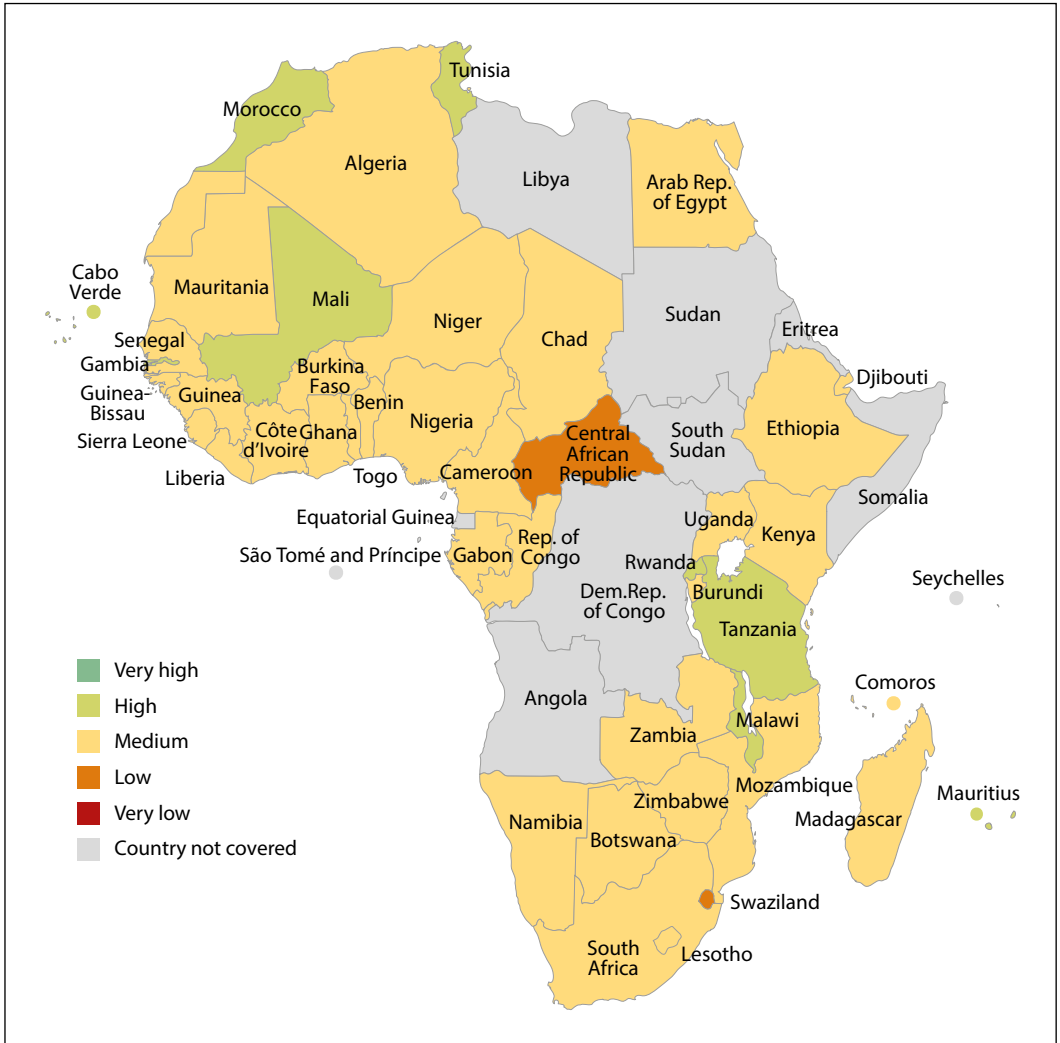 Tunisia
Morocco
Algeria
Libya
Arab Rep.
of Egypt
Cabo
Verde
Mauritania
Mali
Niger
Chad
Sudan
Eritrea
Senegal
Gambia
Guinea-
Bissau
Guinea
Burkina
Faso
Benin
Nigeria
Djibouti
Sierra Leone
Côte
d'Ivoire
Ghana
Central
African
Republic
South
Sudan
Ethiopia
Liberia
Togo
Cameroon
Somalia
Equatorial Guinea
Uganda
Kenya
São Tomé and Príncipe
Gabon
Rep. of
Congo
Rwanda
Dem.Rep.
of Congo
Burundi
Tanzania
Seychelles
Very high
High
Medium
Low
Very low
Country not covered
Angola
Comoros
Zambia
Malawi
Mozambique
Mauritius
Namibia
Zimbabwe
Botswana
Madagascar
Swaziland
South
Africa
Lesotho